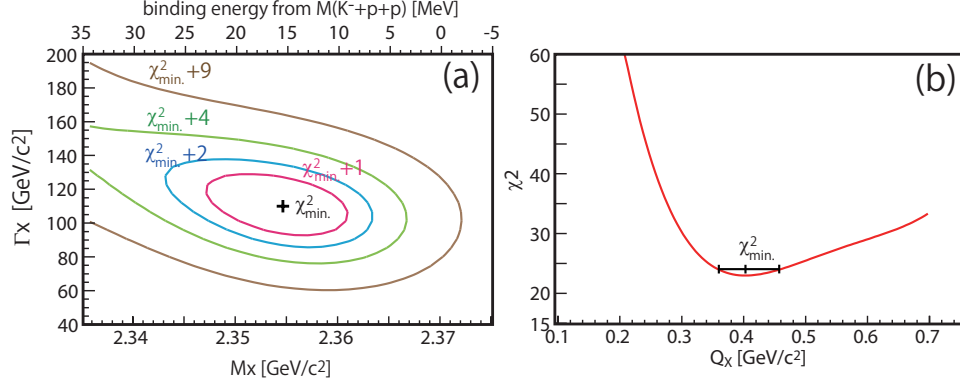 binding energy from M(K⁻+p+p) [MeV]
35 30 25 20 15 10 5 0 -5
200
180
160
140
120
100
80
60
40
Γx [GeV/c²]
(a)
χ²min.+9
χ²min.+4
χ²min.+2
χ²min.+1
χ²min.
2.34 2.35 2.36 2.37
Mx [GeV/c²]
60
50
40
30
20
15
χ2
(b)
χ²min.
0.1 0.2 0.3 0.4 0.5 0.6 0.7
Qx [GeV/c²]